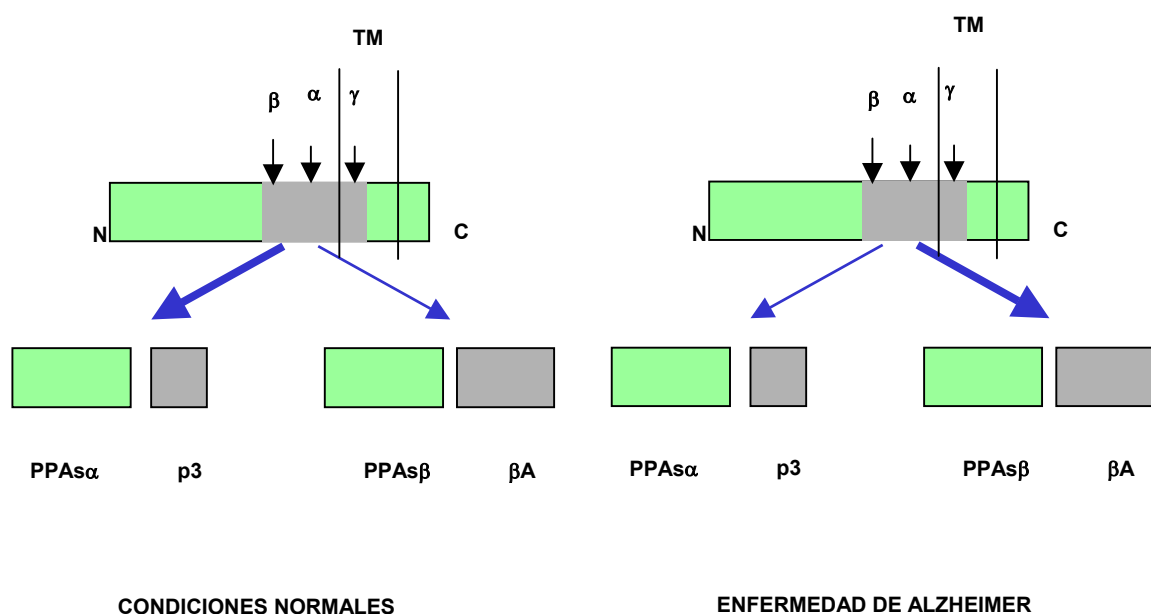 TM
β α γ
N C
PPAsα p3 PPAsβ βA
CONDICIONES NORMALES
TM
β α γ
N C
PPAsα p3 PPAsβ βA
ENFERMEDAD DE ALZHEIMER